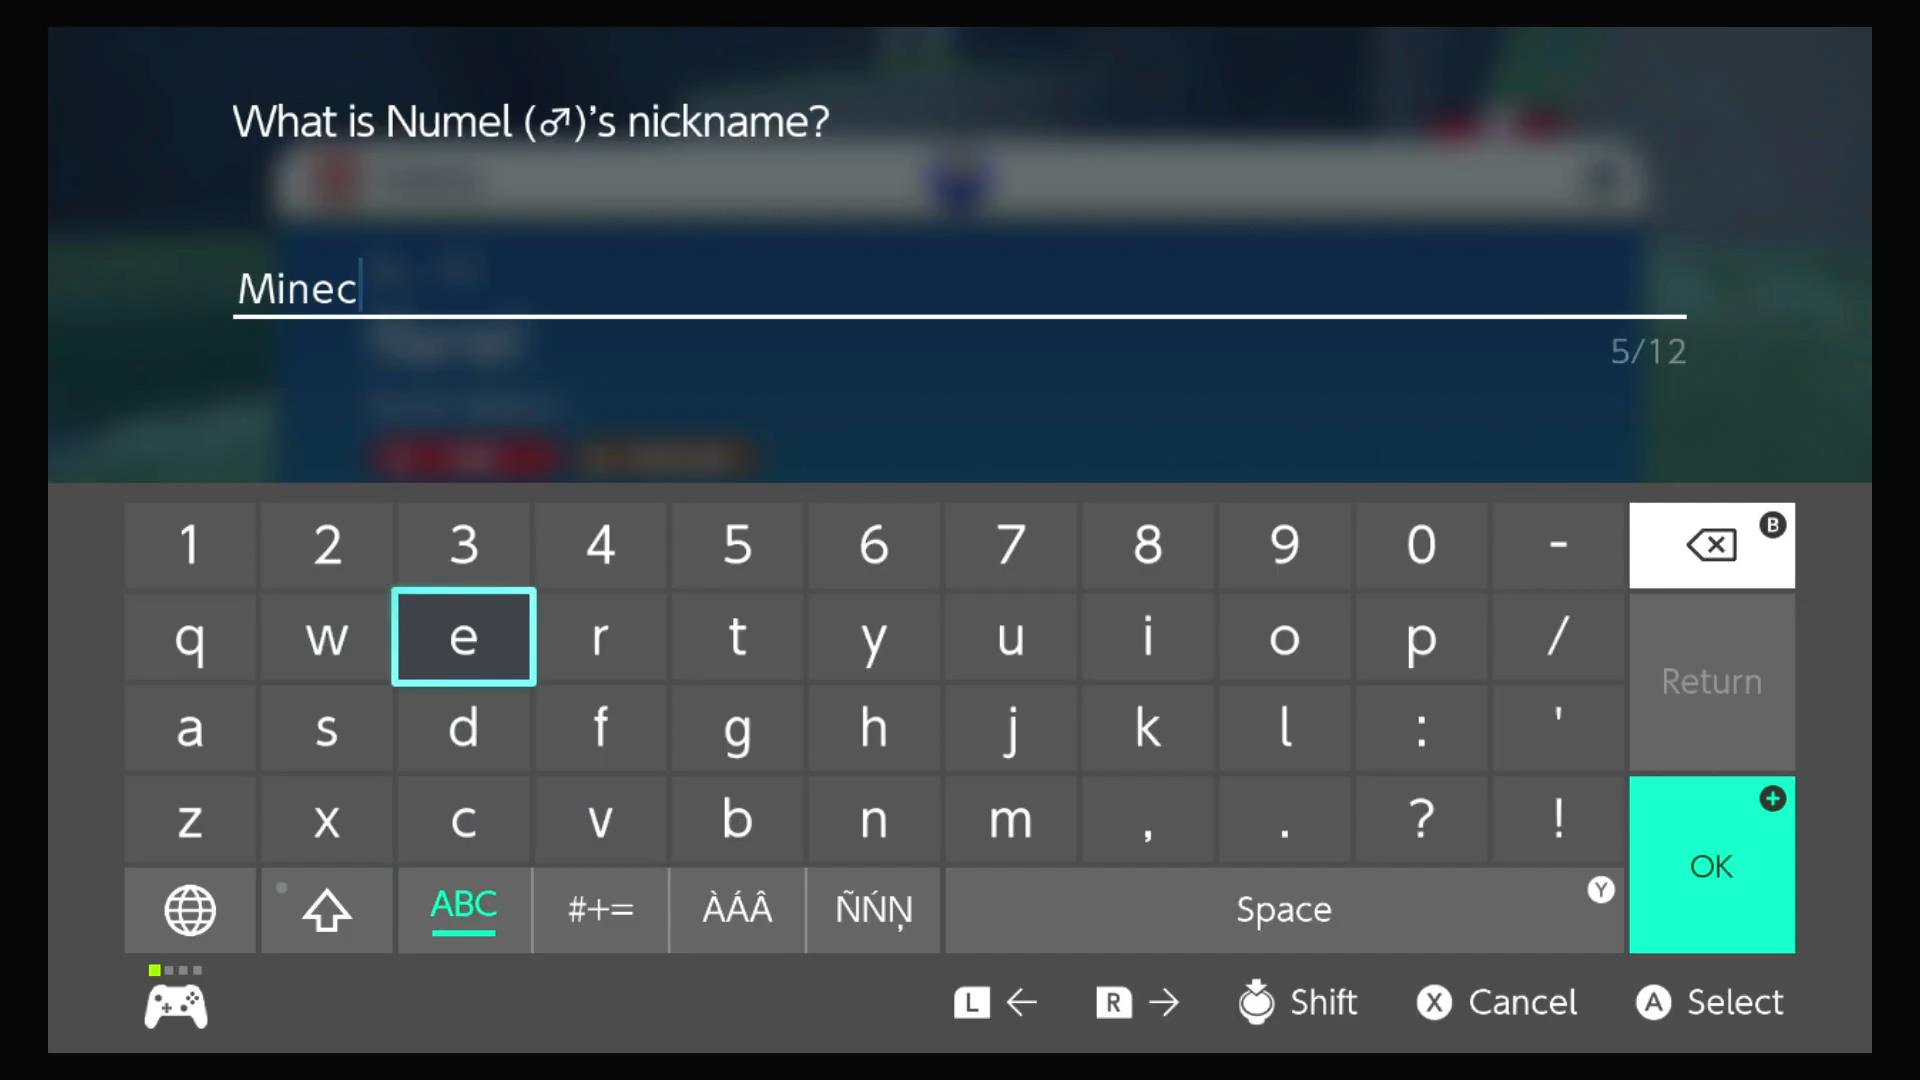 What is Numel (♂)’s nickname?
Minec
5/12
1 2 3 4 5 6 7 8 9 0 - B
q w e r t y u i o p / Return
a s d f g h j k l : '
z x c v b n m , . ? ! + OK
ABC #+= ÀÁÂ ÑŃŅ Space Y
L ← R → Shift X Cancel A Select